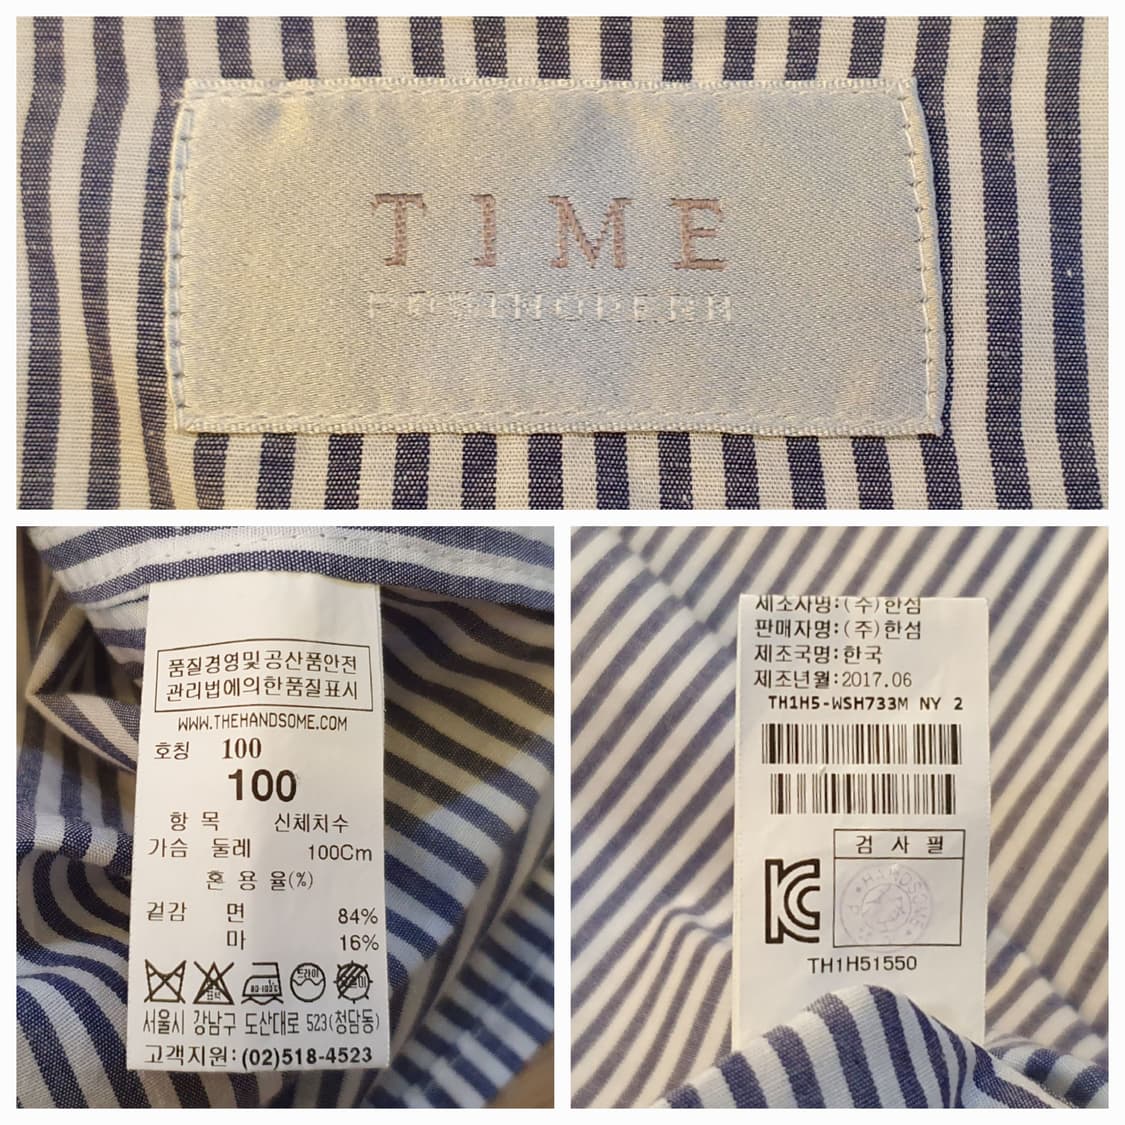 TIME
POSTMODERN
품질경영및공산품안전
관리법에의한품질표시
WWW.THEHANDSOME.COM
호칭 100
100
항 목 신체치수
가슴 둘레 100Cm
혼 용 율(%)
겉감 면 84%
마 16%
드라이
서울시 강남구 도산대로 523(청담동)
고객지원: (02)518-4523
제조자명:(주)한섬
판매자명:(주)한섬
제조국명:한국
제조년월:2017.06
TH1H5-WSH733M NY 2
검 사 필
HANDSOME
TH1H51550